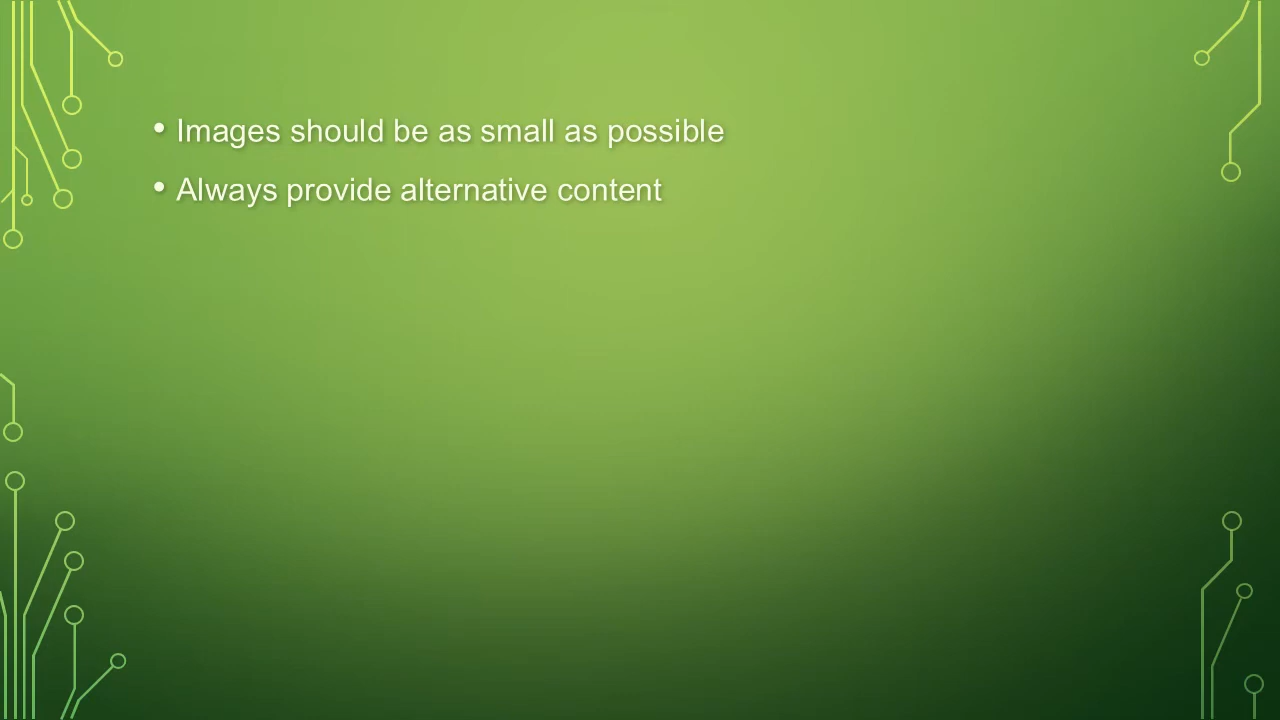 • Images should be as small as possible
• Always provide alternative content